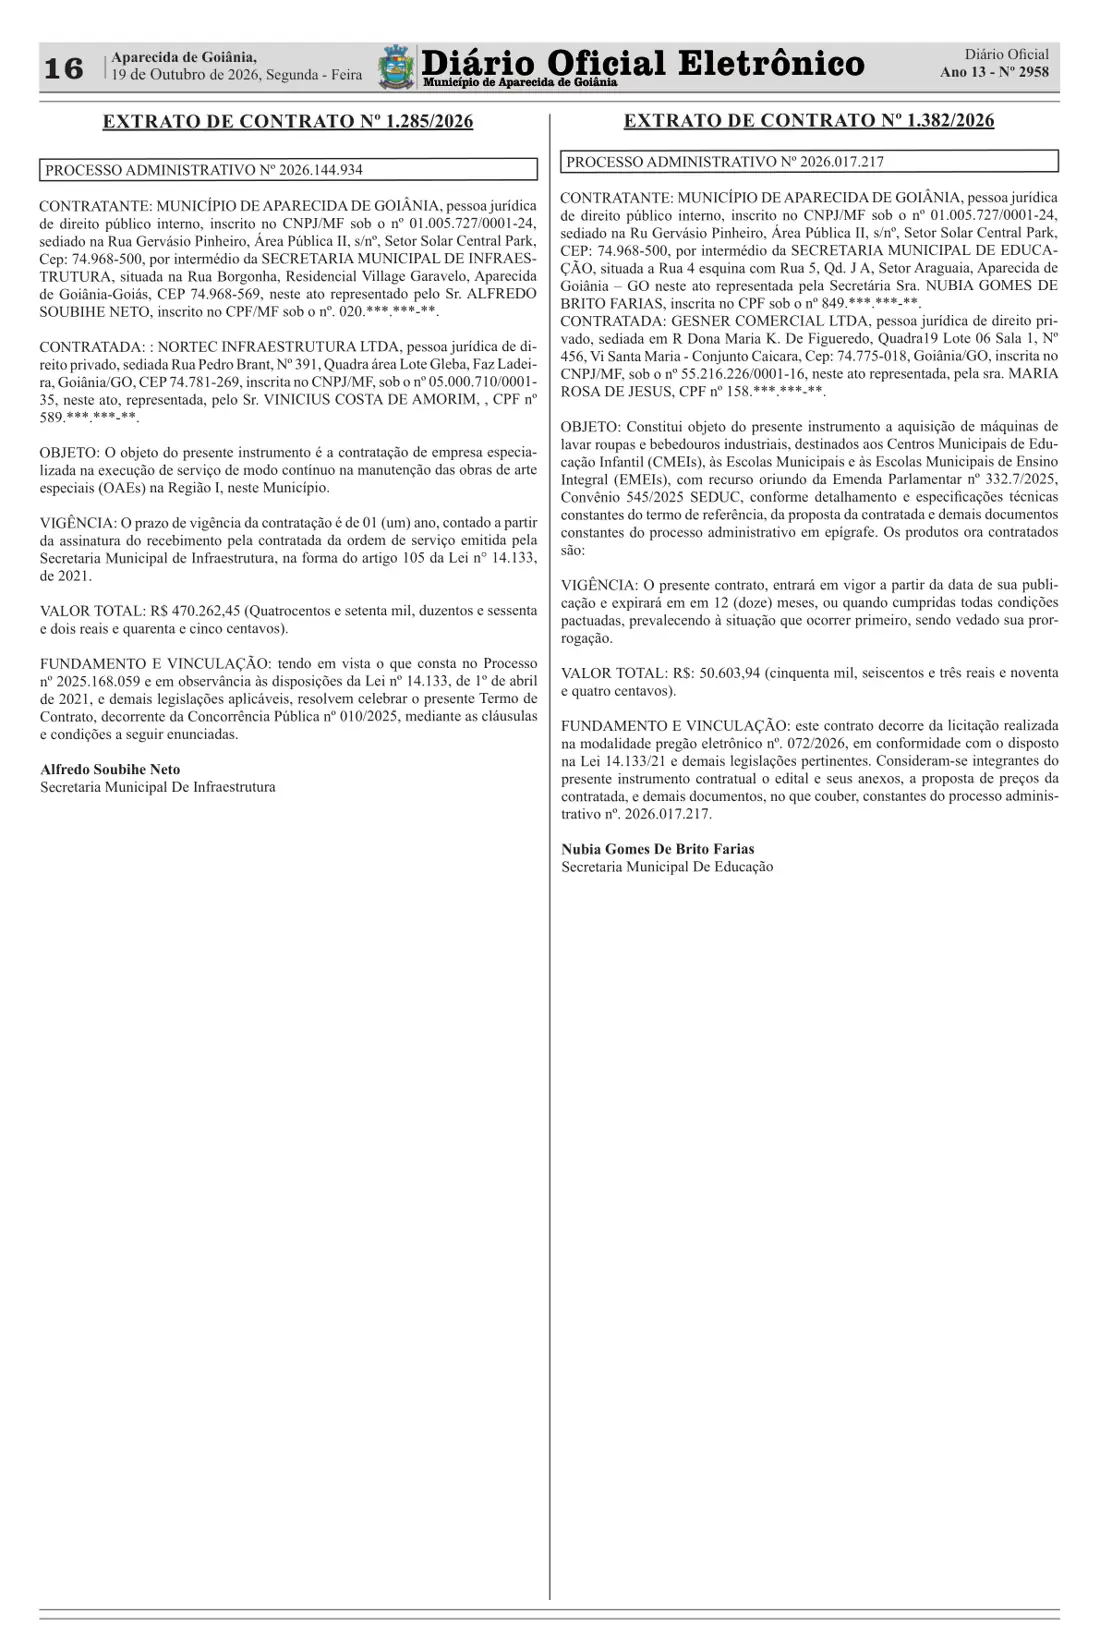 16
Aparecida de Goiânia,
19 de Outubro de 2026, Segunda - Feira
Diário Oficial Eletrônico
Município de Aparecida de Goiânia
Diário Oficial
Ano 13 - Nº 2958
EXTRATO DE CONTRATO Nº 1.285/2026
PROCESSO ADMINISTRATIVO Nº 2026.144.934
CONTRATANTE: MUNICÍPIO DE APARECIDA DE GOIÂNIA, pessoa jurídica
de direito público interno, inscrito no CNPJ/MF sob o nº 01.005.727/0001-24,
sediado na Rua Gervásio Pinheiro, Área Pública II, s/nº, Setor Solar Central Park,
Cep: 74.968-500, por intermédio da SECRETARIA MUNICIPAL DE INFRAES-
TRUTURA, situada na Rua Borgonha, Residencial Village Garavelo, Aparecida
de Goiânia-Goiás, CEP 74.968-569, neste ato representado pelo Sr. ALFREDO
SOUBIHE NETO, inscrito no CPF/MF sob o nº. 020.***.***-**.
CONTRATADA: : NORTEC INFRAESTRUTURA LTDA, pessoa jurídica de di-
reito privado, sediada Rua Pedro Brant, Nº 391, Quadra área Lote Gleba, Faz Ladei-
ra, Goiânia/GO, CEP 74.781-269, inscrita no CNPJ/MF, sob o nº 05.000.710/0001-
35, neste ato, representada, pelo Sr. VINICIUS COSTA DE AMORIM, , CPF nº
589.***.***-**.
OBJETO: O objeto do presente instrumento é a contratação de empresa especia-
lizada na execução de serviço de modo contínuo na manutenção das obras de arte
especiais (OAEs) na Região I, neste Município.
VIGÊNCIA: O prazo de vigência da contratação é de 01 (um) ano, contado a partir
da assinatura do recebimento pela contratada da ordem de serviço emitida pela
Secretaria Municipal de Infraestrutura, na forma do artigo 105 da Lei n° 14.133,
de 2021.
VALOR TOTAL: R$ 470.262,45 (Quatrocentos e setenta mil, duzentos e sessenta
e dois reais e quarenta e cinco centavos).
FUNDAMENTO E VINCULAÇÃO: tendo em vista o que consta no Processo
nº 2025.168.059 e em observância às disposições da Lei nº 14.133, de 1º de abril
de 2021, e demais legislações aplicáveis, resolvem celebrar o presente Termo de
Contrato, decorrente da Concorrência Pública nº 010/2025, mediante as cláusulas
e condições a seguir enunciadas.
Alfredo Soubihe Neto
Secretaria Municipal De Infraestrutura
EXTRATO DE CONTRATO Nº 1.382/2026
PROCESSO ADMINISTRATIVO Nº 2026.017.217
CONTRATANTE: MUNICÍPIO DE APARECIDA DE GOIÂNIA, pessoa jurídica
de direito público interno, inscrito no CNPJ/MF sob o nº 01.005.727/0001-24,
sediado na Ru Gervásio Pinheiro, Área Pública II, s/nº, Setor Solar Central Park,
CEP: 74.968-500, por intermédio da SECRETARIA MUNICIPAL DE EDUCA-
ÇÃO, situada a Rua 4 esquina com Rua 5, Qd. J A, Setor Araguaia, Aparecida de
Goiânia – GO neste ato representada pela Secretária Sra. NUBIA GOMES DE
BRITO FARIAS, inscrita no CPF sob o nº 849.***.***-**.
CONTRATADA: GESNER COMERCIAL LTDA, pessoa jurídica de direito pri-
vado, sediada em R Dona Maria K. De Figueredo, Quadra19 Lote 06 Sala 1, Nº
456, Vi Santa Maria - Conjunto Caicara, Cep: 74.775-018, Goiânia/GO, inscrita no
CNPJ/MF, sob o nº 55.216.226/0001-16, neste ato representada, pela sra. MARIA
ROSA DE JESUS, CPF nº 158.***.***-**.
OBJETO: Constitui objeto do presente instrumento a aquisição de máquinas de
lavar roupas e bebedouros industriais, destinados aos Centros Municipais de Edu-
cação Infantil (CMEIs), às Escolas Municipais e às Escolas Municipais de Ensino
Integral (EMEIs), com recurso oriundo da Emenda Parlamentar nº 332.7/2025,
Convênio 545/2025 SEDUC, conforme detalhamento e especificações técnicas
constantes do termo de referência, da proposta da contratada e demais documentos
constantes do processo administrativo em epígrafe. Os produtos ora contratados
são:
VIGÊNCIA: O presente contrato, entrará em vigor a partir da data de sua publi-
cação e expirará em em 12 (doze) meses, ou quando cumpridas todas condições
pactuadas, prevalecendo à situação que ocorrer primeiro, sendo vedado sua pror-
rogação.
VALOR TOTAL: R$: 50.603,94 (cinquenta mil, seiscentos e três reais e noventa
e quatro centavos).
FUNDAMENTO E VINCULAÇÃO: este contrato decorre da licitação realizada
na modalidade pregão eletrônico nº. 072/2026, em conformidade com o disposto
na Lei 14.133/21 e demais legislações pertinentes. Consideram-se integrantes do
presente instrumento contratual o edital e seus anexos, a proposta de preços da
contratada, e demais documentos, no que couber, constantes do processo adminis-
trativo nº. 2026.017.217.
Nubia Gomes De Brito Farias
Secretaria Municipal De Educação